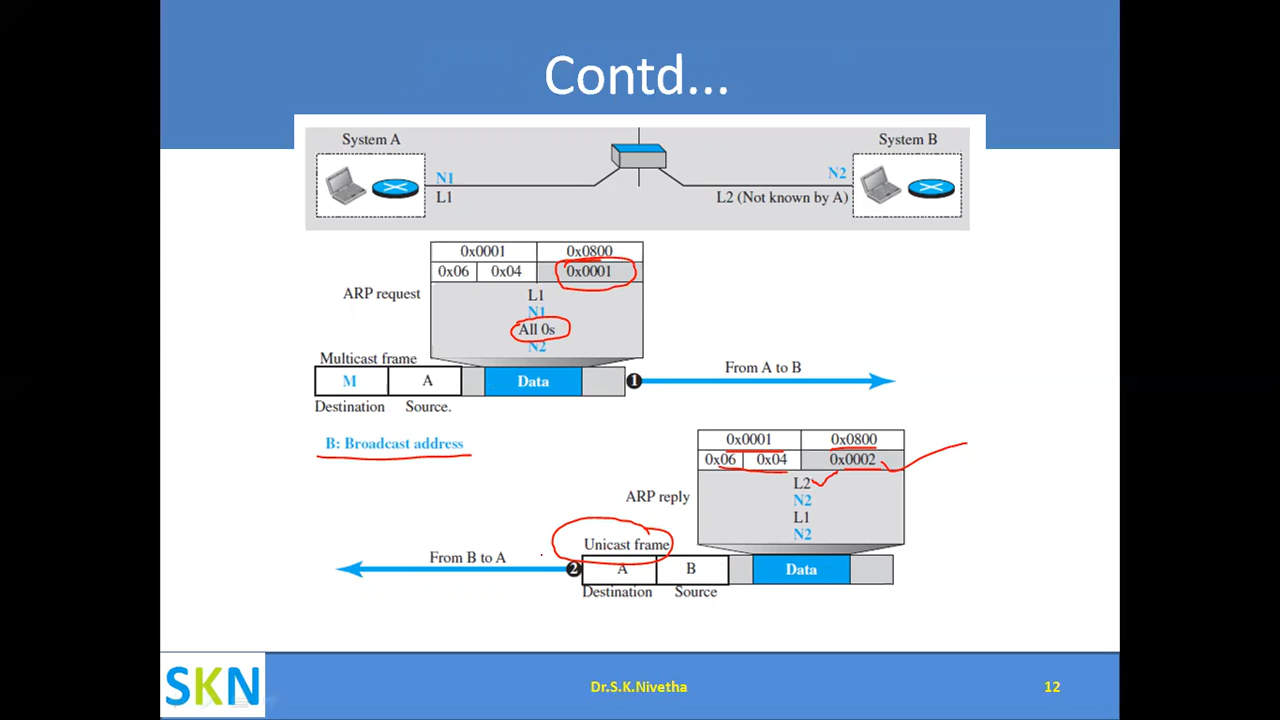 Contd...
System A
System B
N1
N2
L1
L2 (Not known by A)
0x0001 0x0800
0x06 0x04 0x0001
ARP request
L1
N1
All 0s
N2
Multicast frame
M A Data
1
From A to B
Destination Source.
B: Broadcast address
0x0001 0x0800
0x06 0x04 0x0002
ARP reply
L2
N2
L1
N2
Unicast frame
From B to A
2
A B Data
Destination Source
SKN
Dr.S.K.Nivetha
12